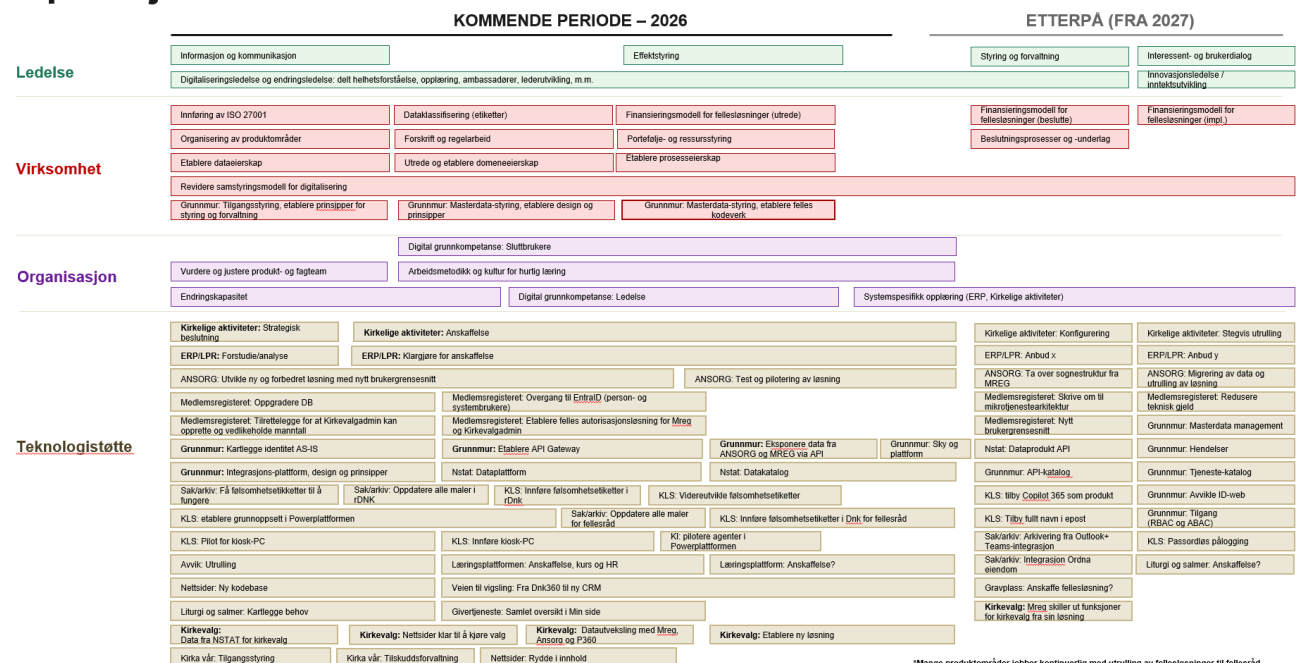 KOMMENDE PERIODE – 2026
ETTERPÅ (FRA 2027)
Ledelse
Informasjon og kommunikasjon
Effektstyring
Styring og forvaltning
Interessent- og brukerdialog
Digitaliseringsledelse og endringsledelse: delt helhetsforståelse, opplæring, ambassadører, lederutvikling, m.m.
Innovasjonsledelse /
inntektsutvikling
Virksomhet
Innføring av ISO 27001
Dataklassifisering (etiketter)
Finansieringsmodell for fellesløsninger (utrede)
Finansieringsmodell for
fellesløsninger (beslutte)
Finansieringsmodell for
fellesløsninger (impl.)
Organisering av produktområder
Forskrift og regelarbeid
Portefølje- og ressursstyring
Beslutningsprosesser og -underlag
Etablere dataeierskap
Utrede og etablere domeneeierskap
Etablere prosesseierskap
Revidere samstyringsmodell for digitalisering
Grunnmur: Tilgangsstyring, etablere prinsipper for
styring og forvaltning
Grunnmur: Masterdata-styring, etablere design og
prinsipper
Grunnmur: Masterdata-styring, etablere felles
kodeverk
Organisasjon
Digital grunnkompetanse: Sluttbrukere
Vurdere og justere produkt- og fagteam
Arbeidsmetodikk og kultur for hurtig læring
Endringskapasitet
Digital grunnkompetanse: Ledelse
Systemspesifikk opplæring (ERP, Kirkelige aktiviteter)
Teknologistøtte
Kirkelige aktiviteter: Strategisk
beslutning
Kirkelige aktiviteter: Anskaffelse
Kirkelige aktiviteter: Konfigurering
Kirkelige aktiviteter: Stegvis utrulling
ERP/LPR: Forstudie/analyse
ERP/LPR: Klargjøre for anskaffelse
ERP/LPR: Anbud x
ERP/LPR: Anbud y
ANSORG: Utvikle ny og forbedret løsning med nytt brukergrensesnitt
ANSORG: Test og pilotering av løsning
ANSORG: Ta over sognestruktur fra
MREG
ANSORG: Migrering av data og
utrulling av løsning
Medlemsregisteret: Oppgradere DB
Medlemsregisteret: Overgang til EntraID (person- og
systembrukere)
Medlemsregisteret: Skrive om til
mikrotjenestearkitektur
Medlemsregisteret: Redusere
teknisk gjeld
Medlemsregisteret: Tilrettelegge for at Kirkevalgadmin kan
opprette og vedlikeholde manntall
Medlemsregisteret: Etablere felles autorisasjonsløsning for Mreg
og Kirkevalgadmin
Medlemsregisteret: Nytt
brukergrensesnitt
Grunnmur: Masterdata management
Grunnmur: Kartlegge identitet AS-IS
Grunnmur: Etablere API Gateway
Grunnmur: Eksponere data fra
ANSORG og MREG via API
Grunnmur: Sky og
plattform
Nstat: Dataprodukt API
Grunnmur: Hendelser
Grunnmur: Integrasjons-plattform, design og prinsipper
Nstat: Dataplattform
Nstat: Datakatalog
Grunnmur: API-katalog
Grunnmur: Tjeneste-katalog
Sak/arkiv: Få følsomhetsetikketter til å
fungere
Sak/arkiv: Oppdatere alle maler i
rDNK
KLS: Innføre følsomhetsetiketter i
rDnk
KLS: Videreutvikle følsomhetsetiketter
KLS: tilby Copilot 365 som produkt
Grunnmur: Avvikle ID-web
KLS: etablere grunnoppsett i Powerplattformen
Sak/arkiv: Oppdatere alle maler
for fellesråd
KLS: Innføre følsomhetsetiketter i Dnk for fellesråd
KLS: Tilby fullt navn i epost
Grunnmur: Tilgang
(RBAC og ABAC)
KLS: Pilot for kiosk-PC
KLS: Innføre kiosk-PC
KI: pilotere agenter i
Powerplattformen
Sak/arkiv: Arkivering fra Outlook+
Teams-integrasjon
KLS: Passordløs pålogging
Avvik: Utrulling
Læringsplattformen: Anskaffelse, kurs og HR
Læringsplattform: Anskaffelse?
Sak/arkiv: Integrasjon Ordna
eiendom
Liturgi og salmer: Anskaffelse?
Nettsider: Ny kodebase
Veien til vigsling: Fra Dnk360 til ny CRM
Gravplass: Anskaffe fellesløsning?
Liturgi og salmer: Kartlegge behov
Givertjeneste: Samlet oversikt i Min side
Kirkevalg: Mreg skiller ut funksjoner
for kirkevalg fra sin løsning
Kirkevalg:
Data fra NSTAT for kirkevalg
Kirkevalg: Nettsider klar til å kjøre valg
Kirkevalg: Datautveksling med Mreg,
Ansorg og P360
Kirkevalg: Etablere ny løsning
Kirka vår: Tilgangsstyring
Kirka vår: Tilskuddsforvaltning
Nettsider: Rydde i innhold
*Mange produktområder jobber kontinuerlig med utrulling av fellesløsninger til fellesråd